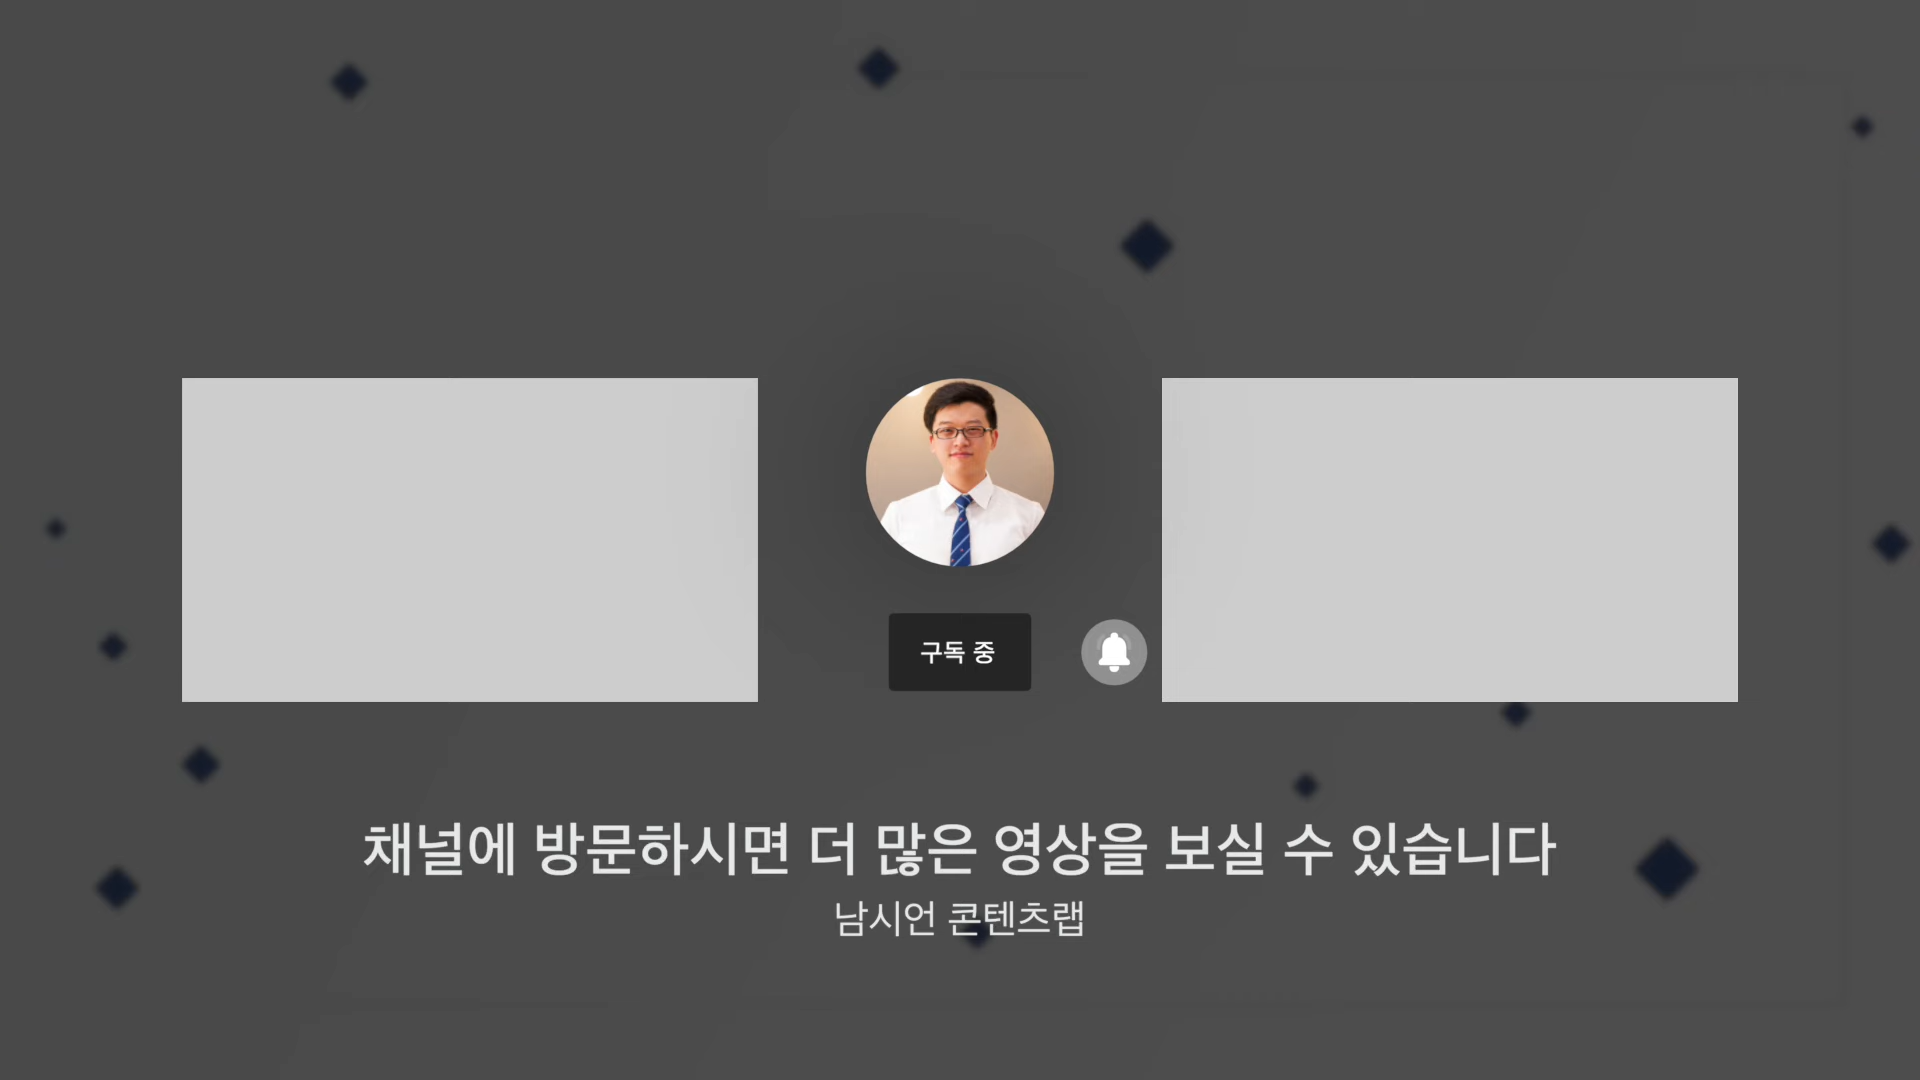 구독 중
채널에 방문하시면 더 많은 영상을 보실 수 있습니다
남시언 콘텐츠랩